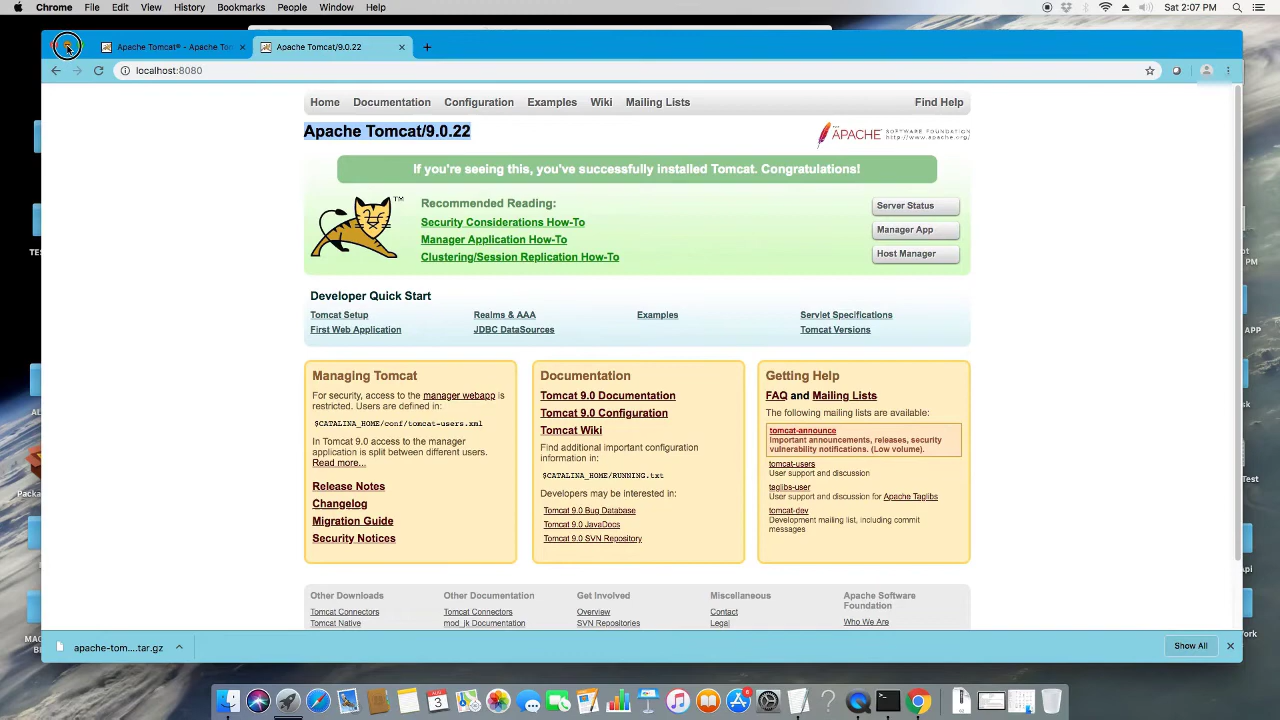 Chrome File Edit View History Bookmarks People Window Help Sat 2:07 PM
Apache Tomcat® - Apache Tom Apache Tomcat/9.0.22
localhost:8080
Home Documentation Configuration Examples Wiki Mailing Lists Find Help
Apache Tomcat/9.0.22
APACHE SOFTWARE FOUNDATION
http://www.apache.org/
If you're seeing this, you've successfully installed Tomcat. Congratulations!
TM
Recommended Reading:
Security Considerations How-To
Manager Application How-To
Clustering/Session Replication How-To
Server Status
Manager App
Host Manager
Developer Quick Start
Tomcat Setup
First Web Application
Realms & AAA
JDBC DataSources
Examples
Servlet Specifications
Tomcat Versions
Managing Tomcat
For security, access to the manager webapp is
restricted. Users are defined in:
$CATALINA_HOME/conf/tomcat-users.xml
In Tomcat 9.0 access to the manager
application is split between different users.
Read more...
Release Notes
Changelog
Migration Guide
Security Notices
Documentation
Tomcat 9.0 Documentation
Tomcat 9.0 Configuration
Tomcat Wiki
Find additional important configuration
information in:
$CATALINA_HOME/RUNNING.txt
Developers may be interested in:
Tomcat 9.0 Bug Database
Tomcat 9.0 JavaDocs
Tomcat 9.0 SVN Repository
Getting Help
FAQ and Mailing Lists
The following mailing lists are available:
tomcat-announce
Important announcements, releases, security
vulnerability notifications. (Low volume).
tomcat-users
User support and discussion
taglibs-user
User support and discussion for Apache Taglibs
tomcat-dev
Development mailing list, including commit
messages
Other Downloads
Tomcat Connectors
Tomcat Native
Other Documentation
Tomcat Connectors
mod_jk Documentation
Get Involved
Overview
SVN Repositories
Miscellaneous
Contact
Legal
Apache Software
Foundation
Who We Are
apache-tom....tar.gz
Show All
AUG
3
6